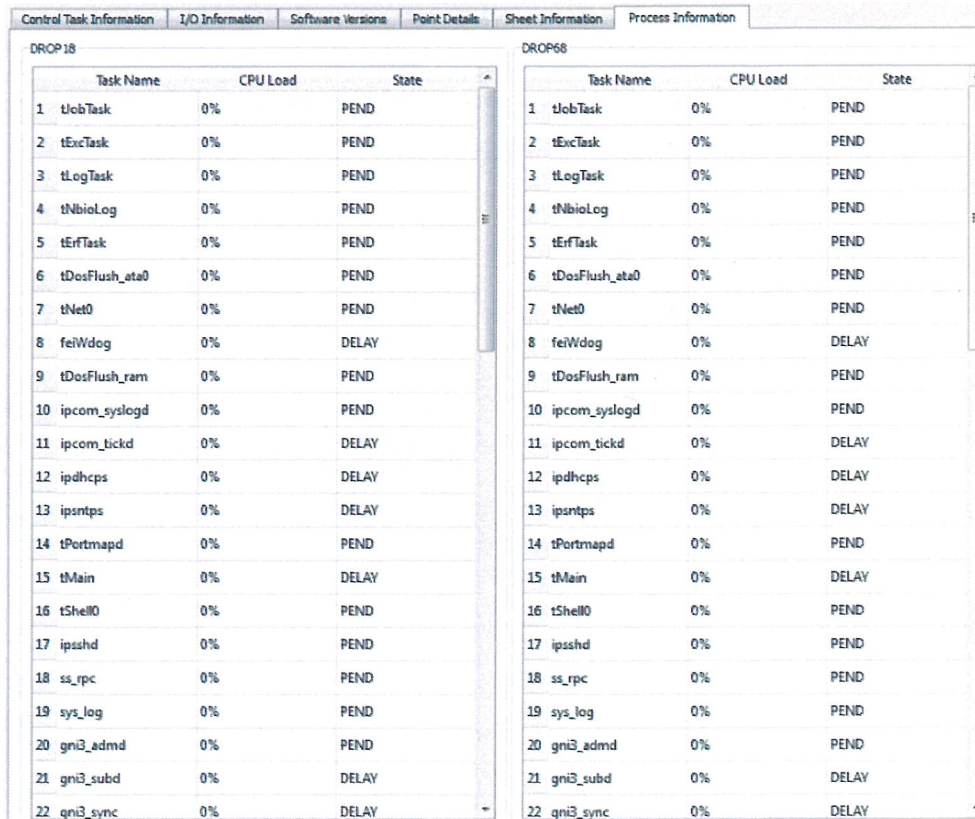 Control Task Information I/O Information Software Versions Point Details Sheet Information Process Information
DROP18
Task Name CPU Load State
1 tJobTask 0% PEND
2 tExcTask 0% PEND
3 tLogTask 0% PEND
4 tNbioLog 0% PEND
5 tErfTask 0% PEND
6 tDosFlush_ata0 0% PEND
7 tNet0 0% PEND
8 feiWdog 0% DELAY
9 tDosFlush_ram 0% PEND
10 ipcom_syslogd 0% PEND
11 ipcom_tickd 0% DELAY
12 ipdhcps 0% DELAY
13 ipsntps 0% DELAY
14 tPortmapd 0% PEND
15 tMain 0% DELAY
16 tShell0 0% PEND
17 ipsshd 0% PEND
18 ss_rpc 0% PEND
19 sys_log 0% PEND
20 gni3_admd 0% PEND
21 gni3_subd 0% DELAY
22 gni3_sync 0% DELAY
DROP68
Task Name CPU Load State
1 tJobTask 0% PEND
2 tExcTask 0% PEND
3 tLogTask 0% PEND
4 tNbioLog 0% PEND
5 tErfTask 0% PEND
6 tDosFlush_ata0 0% PEND
7 tNet0 0% PEND
8 feiWdog 0% DELAY
9 tDosFlush_ram 0% PEND
10 ipcom_syslogd 0% PEND
11 ipcom_tickd 0% DELAY
12 ipdhcps 0% DELAY
13 ipsntps 0% DELAY
14 tPortmapd 0% PEND
15 tMain 0% DELAY
16 tShell0 0% PEND
17 ipsshd 0% PEND
18 ss_rpc 0% PEND
19 sys_log 0% PEND
20 gni3_admd 0% PEND
21 gni3_subd 0% DELAY
22 gni3_sync 0% DELAY